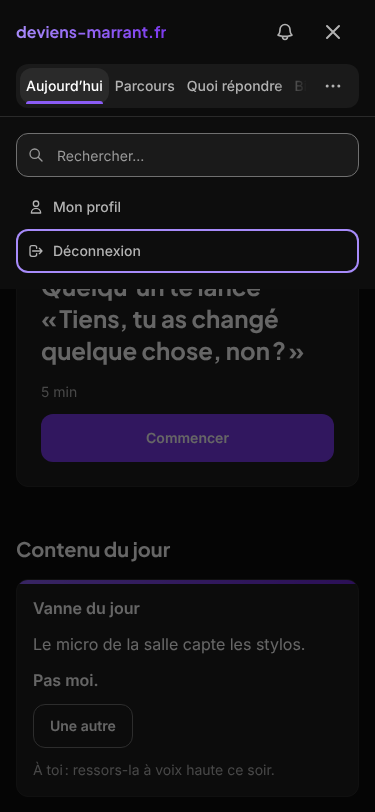 deviens-marrant.fr
Aujourd’hui Parcours Quoi répondre
Rechercher…
Mon profil
Déconnexion
Quelqu’un te lance
« Tiens, tu as changé
quelque chose, non ? »
5 min
Commencer
Contenu du jour
Vanne du jour
Le micro de la salle capte les stylos.
Pas moi.
Une autre
À toi : ressors-la à voix haute ce soir.